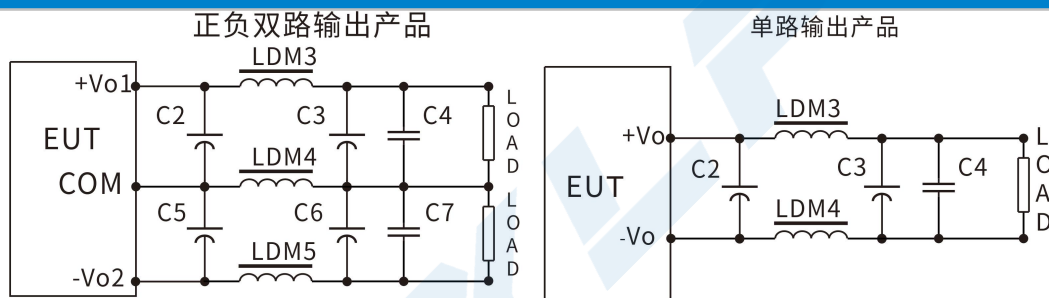 正负双路输出产品
+Vo1
LDM3
C2
C3
C4
LOAD
EUT
COM
LDM4
C5
C6
C7
LOAD
-Vo2
LDM5
单路输出产品
+Vo
LDM3
C2
C3
C4
LOAD
EUT
-Vo
LDM4